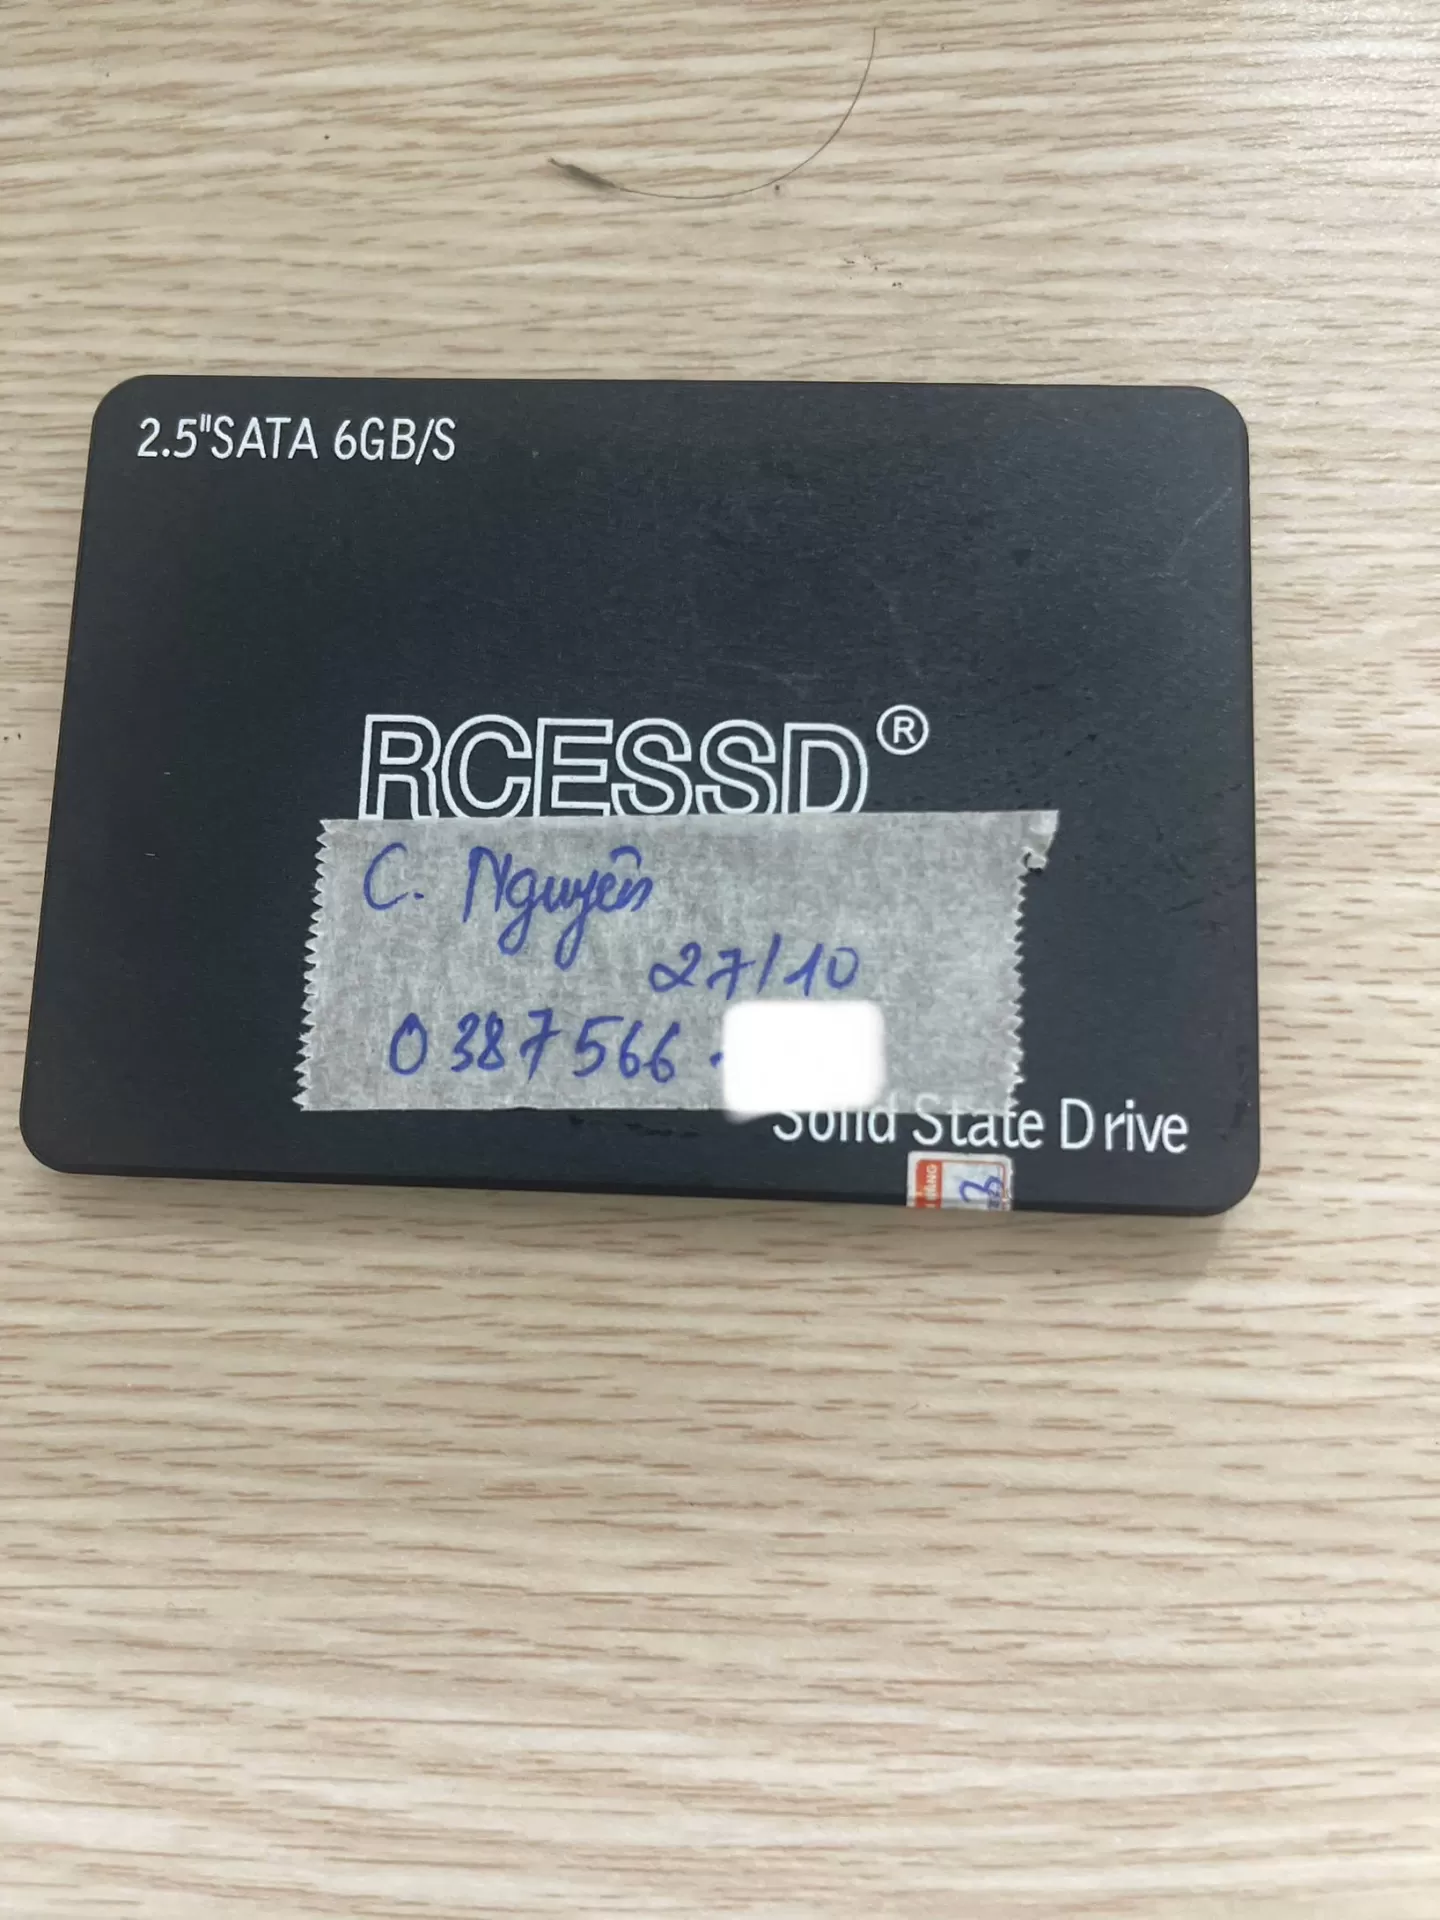 2.5"SATA 6GB/S
RCESSD®
C. Nguyên
27/10
0387566
Solid State Drive